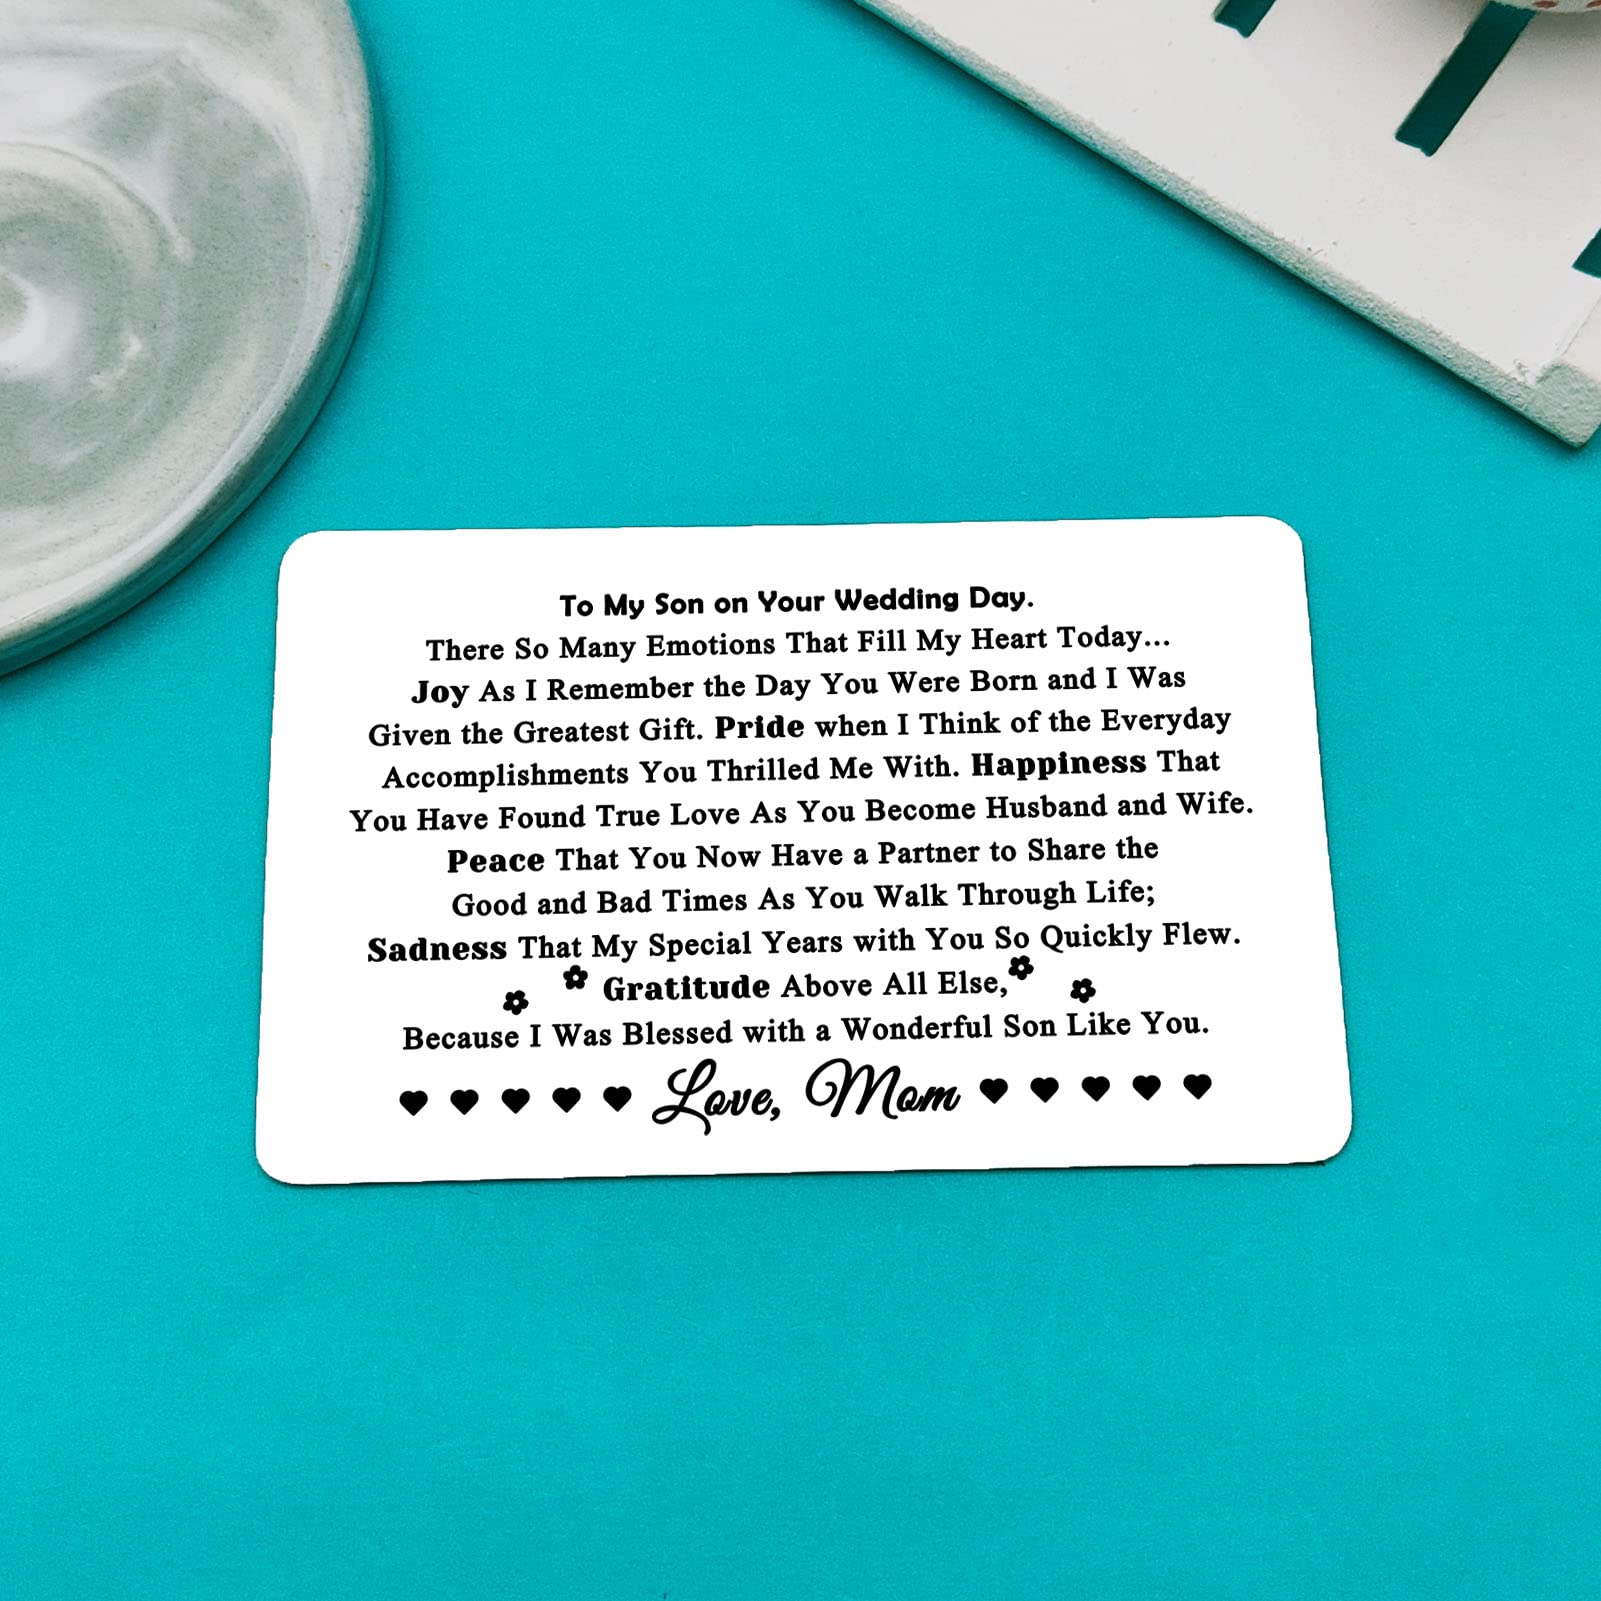 To My Son on Your Wedding Day.
There So Many Emotions That Fill My Heart Today...
Joy As I Remember the Day You Were Born and I Was
Given the Greatest Gift. Pride when I Think of the Everyday
Accomplishments You Thrilled Me With. Happiness That
You Have Found True Love As You Become Husband and Wife.
Peace That You Now Have a Partner to Share the
Good and Bad Times As You Walk Through Life;
Sadness That My Special Years with You So Quickly Flew.
Gratitude Above All Else,
Because I Was Blessed with a Wonderful Son Like You.
Love, Mom